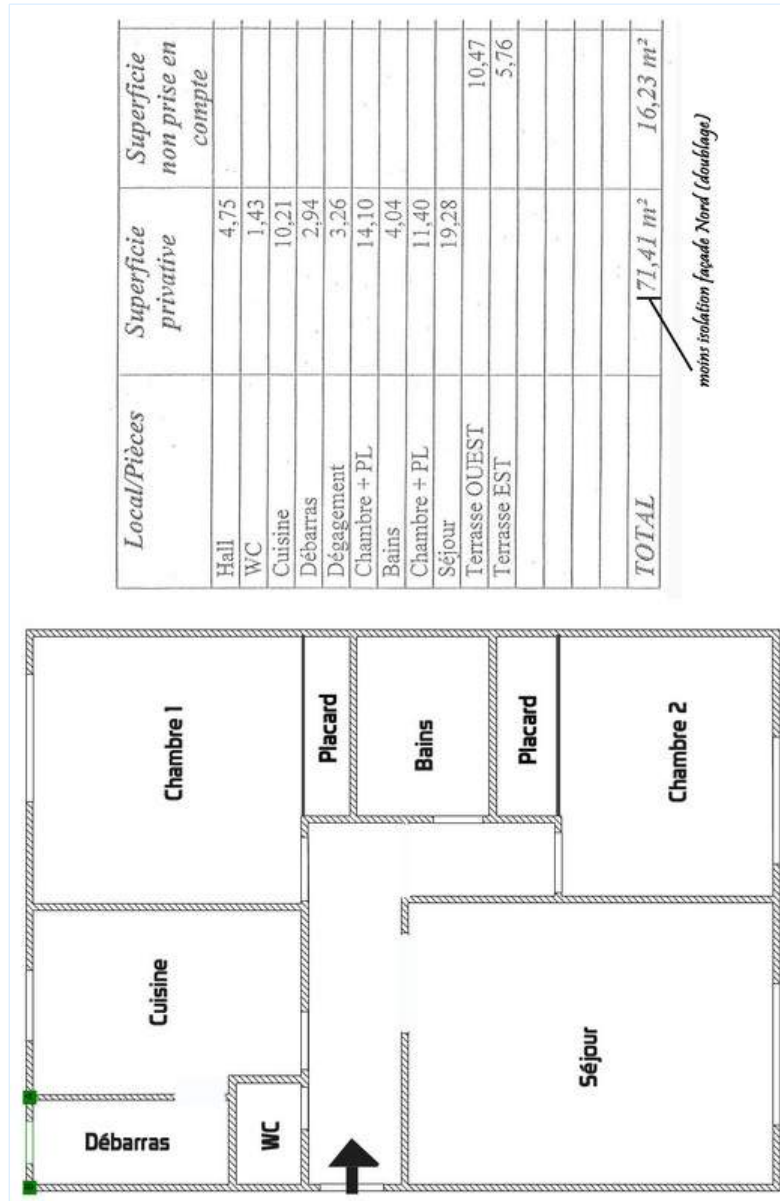 Local/Pièces Superficie privative Superficie non prise en compte
Hall 4,75
WC 1,43
Cuisine 10,21
Débarras 2,94
Dégagement 3,26
Chambre + PL 14,10
Bains 4,04
Chambre + PL 11,40
Séjour 19,28
Terrasse OUEST 10,47
Terrasse EST 5,76
TOTAL 71,41 m² 16,23 m²
moins isolation façade Nord (doublage)
Débarras
Cuisine
Chambre 1
WC
Placard
Bains
Placard
Séjour
Chambre 2